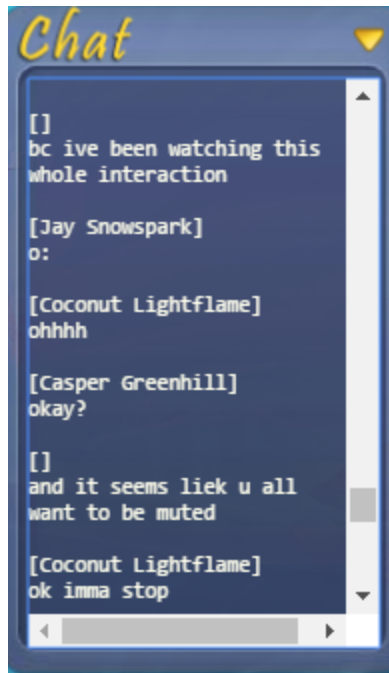 Chat
[]
bc ive been watching this
whole interaction
[Jay Snowspark]
o:
[Coconut Lightflame]
ohhhh
[Casper Greenhill]
okay?
[]
and it seems liek u all
want to be muted
[Coconut Lightflame]
ok imma stop